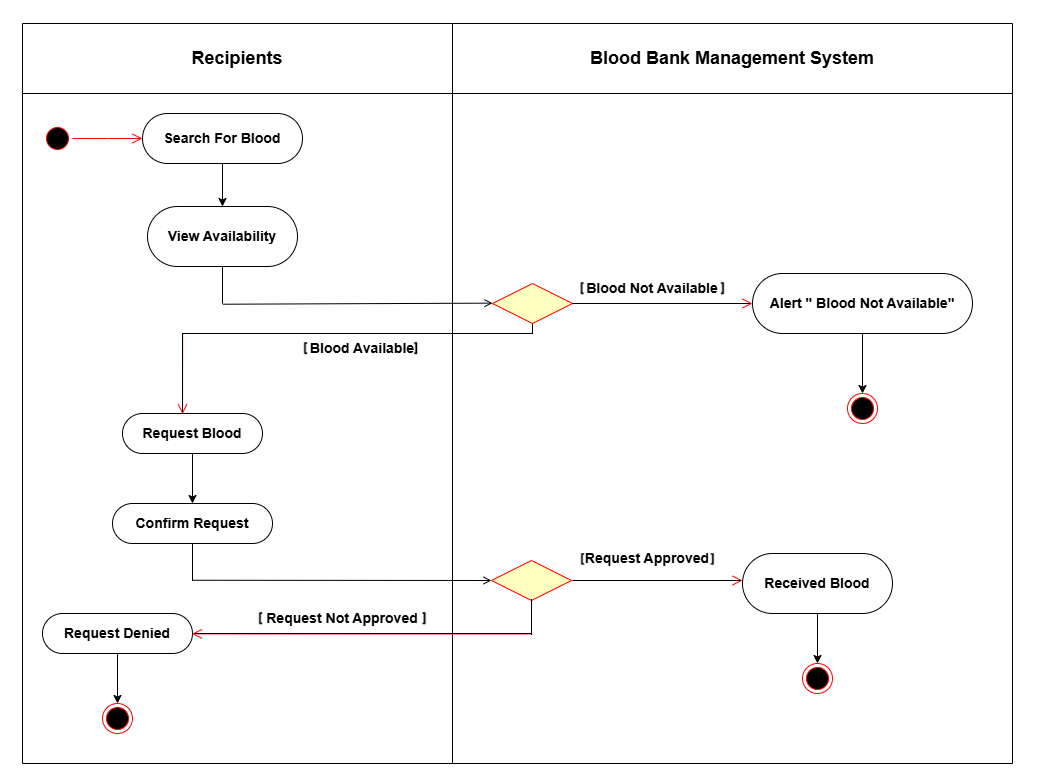 Recipients
Blood Bank Management System
Search For Blood
View Availability
[Blood Not Available ]
Alert " Blood Not Available"
[Blood Available]
Request Blood
Confirm Request
[Request Approved]
Received Blood
[ Request Not Approved ]
Request Denied